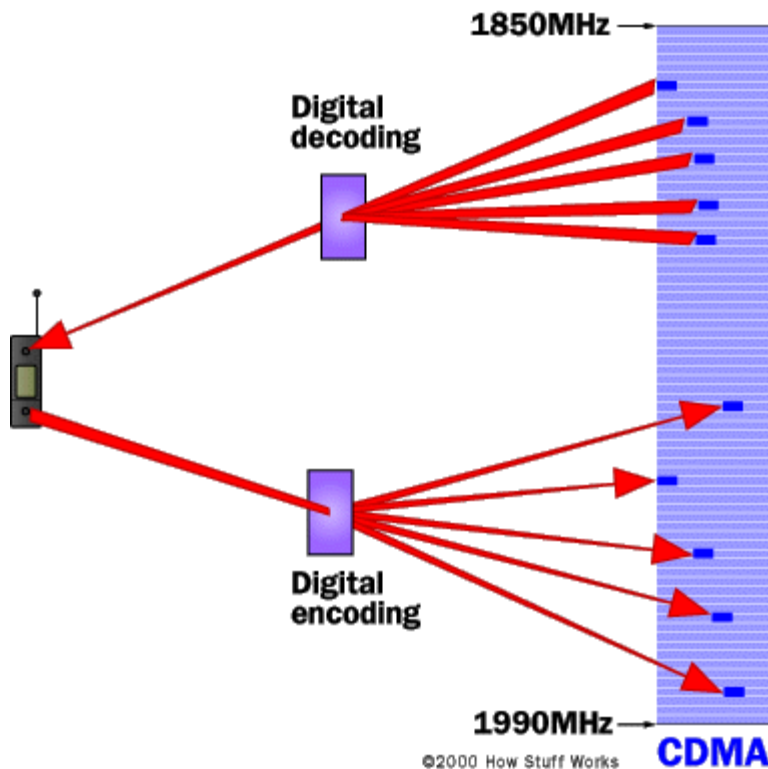 1850MHz
Digital
decoding
Digital
encoding
1990MHz
©2000 How Stuff Works
CDMA